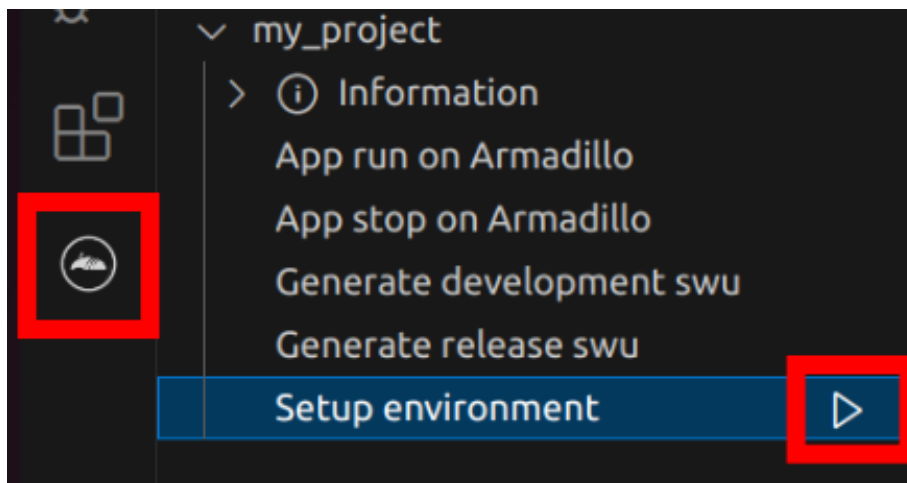 my_project
Information
App run on Armadillo
App stop on Armadillo
Generate development swu
Generate release swu
Setup environment